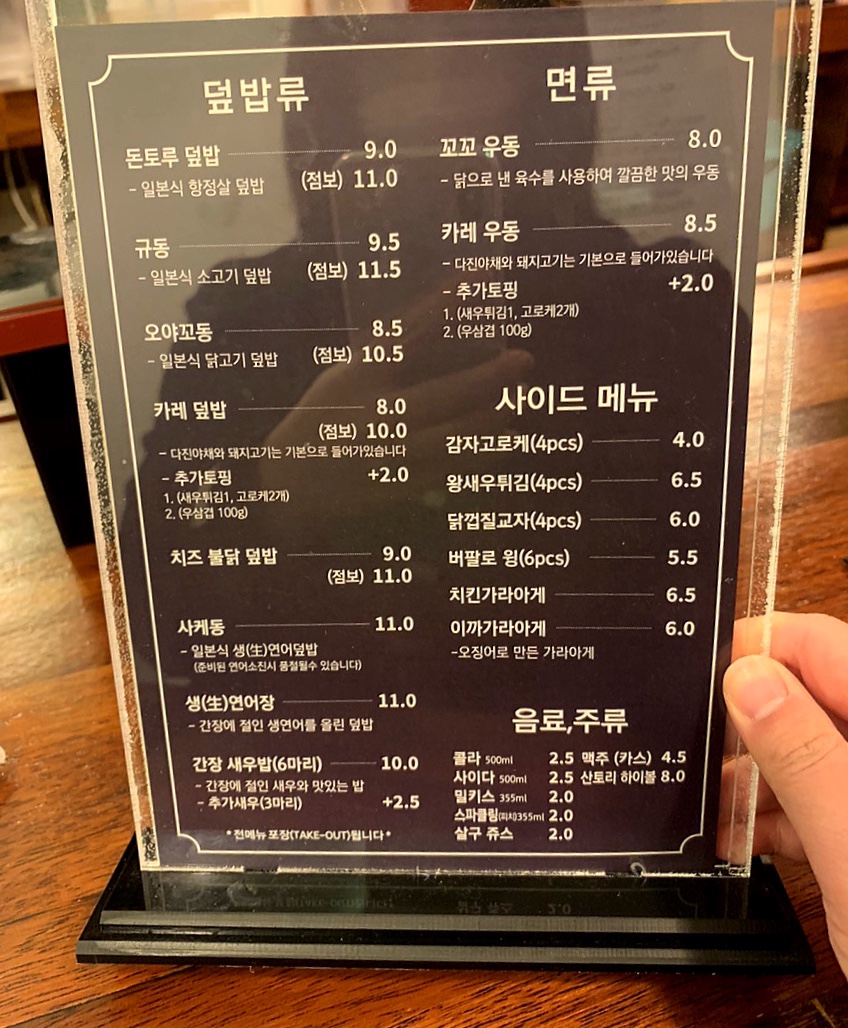 덮밥류
돈토루 덮밥 9.0
- 일본식 항정살 덮밥 (점보) 11.0
규동 9.5
- 일본식 소고기 덮밥 (점보) 11.5
오야꼬동 8.5
- 일본식 닭고기 덮밥 (점보) 10.5
카레 덮밥 8.0
(점보) 10.0
- 다진야채와 돼지고기는 기본으로 들어가있습니다
- 추가토핑 +2.0
1. (새우튀김1, 고로케2개)
2. (우삼겹 100g)
치즈 불닭 덮밥 9.0
(점보) 11.0
사케동 11.0
- 일본식 생(生)연어덮밥
(준비된 연어소진시 품절될수 있습니다)
생(生)연어장 11.0
- 간장에 절인 생연어를 올린 덮밥
간장 새우밥(6마리) 10.0
- 간장에 절인 새우와 맛있는 밥
- 추가새우(3마리) +2.5
*전메뉴 포장(TAKE-OUT)됩니다*
면류
꼬꼬 우동 8.0
- 닭으로 낸 육수를 사용하여 깔끔한 맛의 우동
카레 우동 8.5
- 다진야채와 돼지고기는 기본으로 들어가있습니다
- 추가토핑 +2.0
1. (새우튀김1, 고로케2개)
2. (우삼겹 100g)
사이드 메뉴
감자고로케(4pcs) 4.0
왕새우튀김(4pcs) 6.5
닭껍질교자(4pcs) 6.0
버팔로 윙(6pcs) 5.5
치킨가라아게 6.5
이까가라아게 6.0
-오징어로 만든 가라아게
음료,주류
콜라 500ml 2.5 맥주 (카스) 4.5
사이다 500ml 2.5 산토리 하이볼 8.0
밀키스 355ml 2.0
스파클링(피치)355ml 2.0
살구 쥬스 2.0